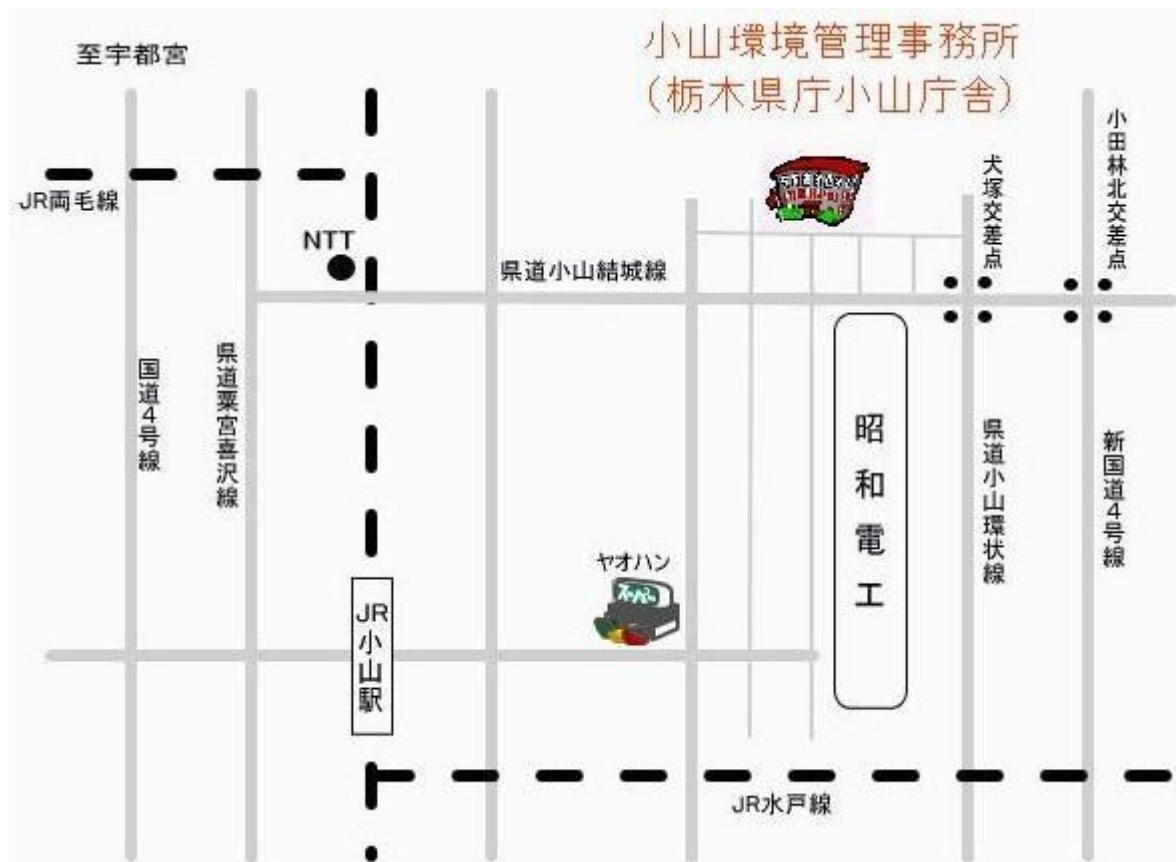 小山環境管理事務所
(栃木県庁小山庁舎)
至宇都宮
小田林北交差点
犬塚交差点
JR両毛線
NTT
県道小山結城線
国道4号線
県道粟宮喜沢線
昭和電工
県道小山環状線
新国道4号線
ヤオハン
スーパー
JR小山駅
JR水戸線